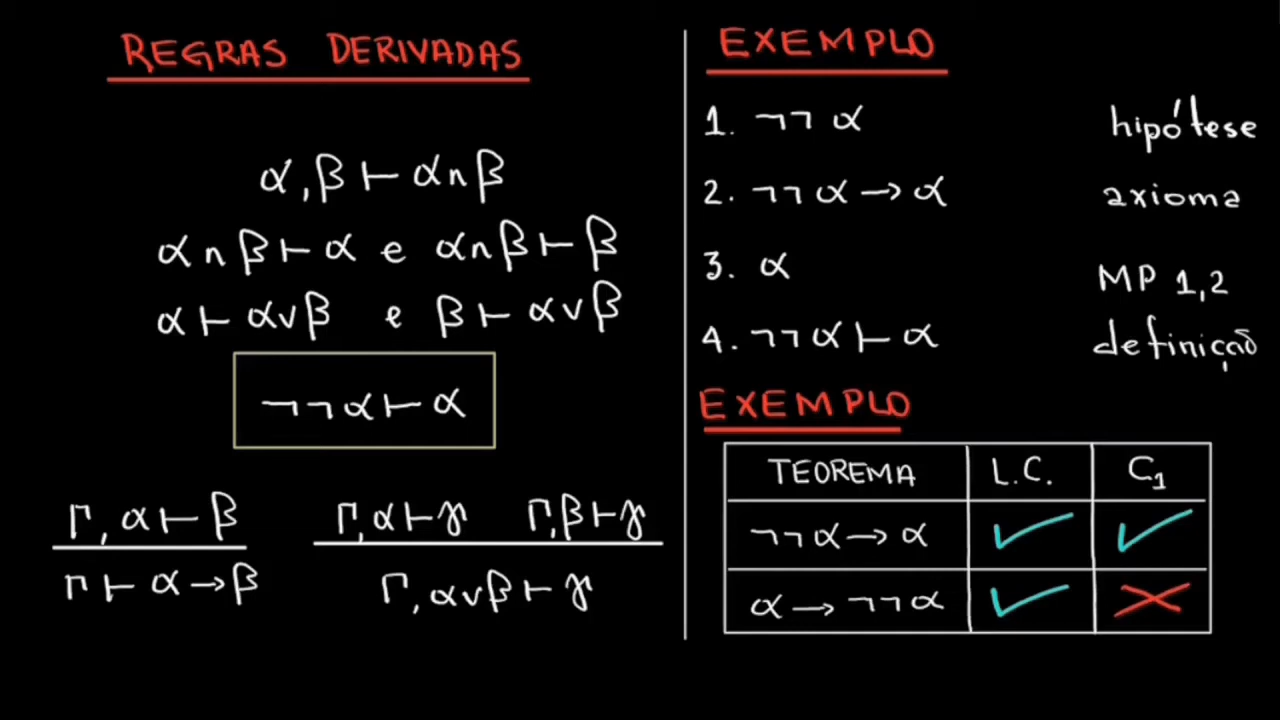 REGRAS DERIVADAS
α, β ⊢ α ∧ β
α ∧ β ⊢ α e α ∧ β ⊢ β
α ⊢ α ∨ β e β ⊢ α ∨ β
¬¬α ⊢ α
Γ, α ⊢ β
Γ ⊢ α → β
Γ, α ⊢ γ Γ, β ⊢ γ
Γ, α ∨ β ⊢ γ
EXEMPLO
1. ¬¬α hipótese
2. ¬¬α → α axioma
3. α MP 1,2
4. ¬¬α ⊢ α definição
EXEMPLO
TEOREMA L.C. C₁
¬¬α → α ✓ ✓
α → ¬¬α ✓ ✗